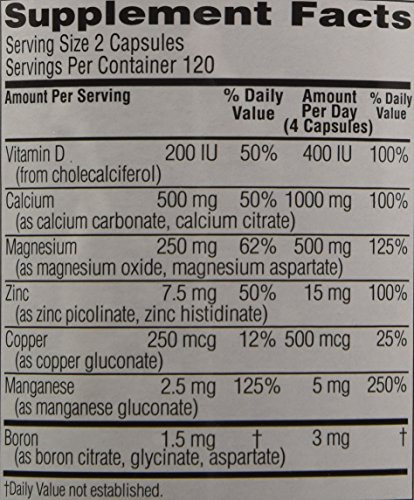 Supplement Facts
Serving Size 2 Capsules
Servings Per Container 120
Amount Per Serving % Daily Value Amount Per Day (4 Capsules) % Daily Value
Vitamin D 200 IU 50% 400 IU 100%
(from cholecalciferol)
Calcium 500 mg 50% 1000 mg 100%
(as calcium carbonate, calcium citrate)
Magnesium 250 mg 62% 500 mg 125%
(as magnesium oxide, magnesium aspartate)
Zinc 7.5 mg 50% 15 mg 100%
(as zinc picolinate, zinc histidinate)
Copper 250 mcg 12% 500 mcg 25%
(as copper gluconate)
Manganese 2.5 mg 125% 5 mg 250%
(as manganese gluconate)
Boron 1.5 mg † 3 mg †
(as boron citrate, glycinate, aspartate)
†Daily Value not established.